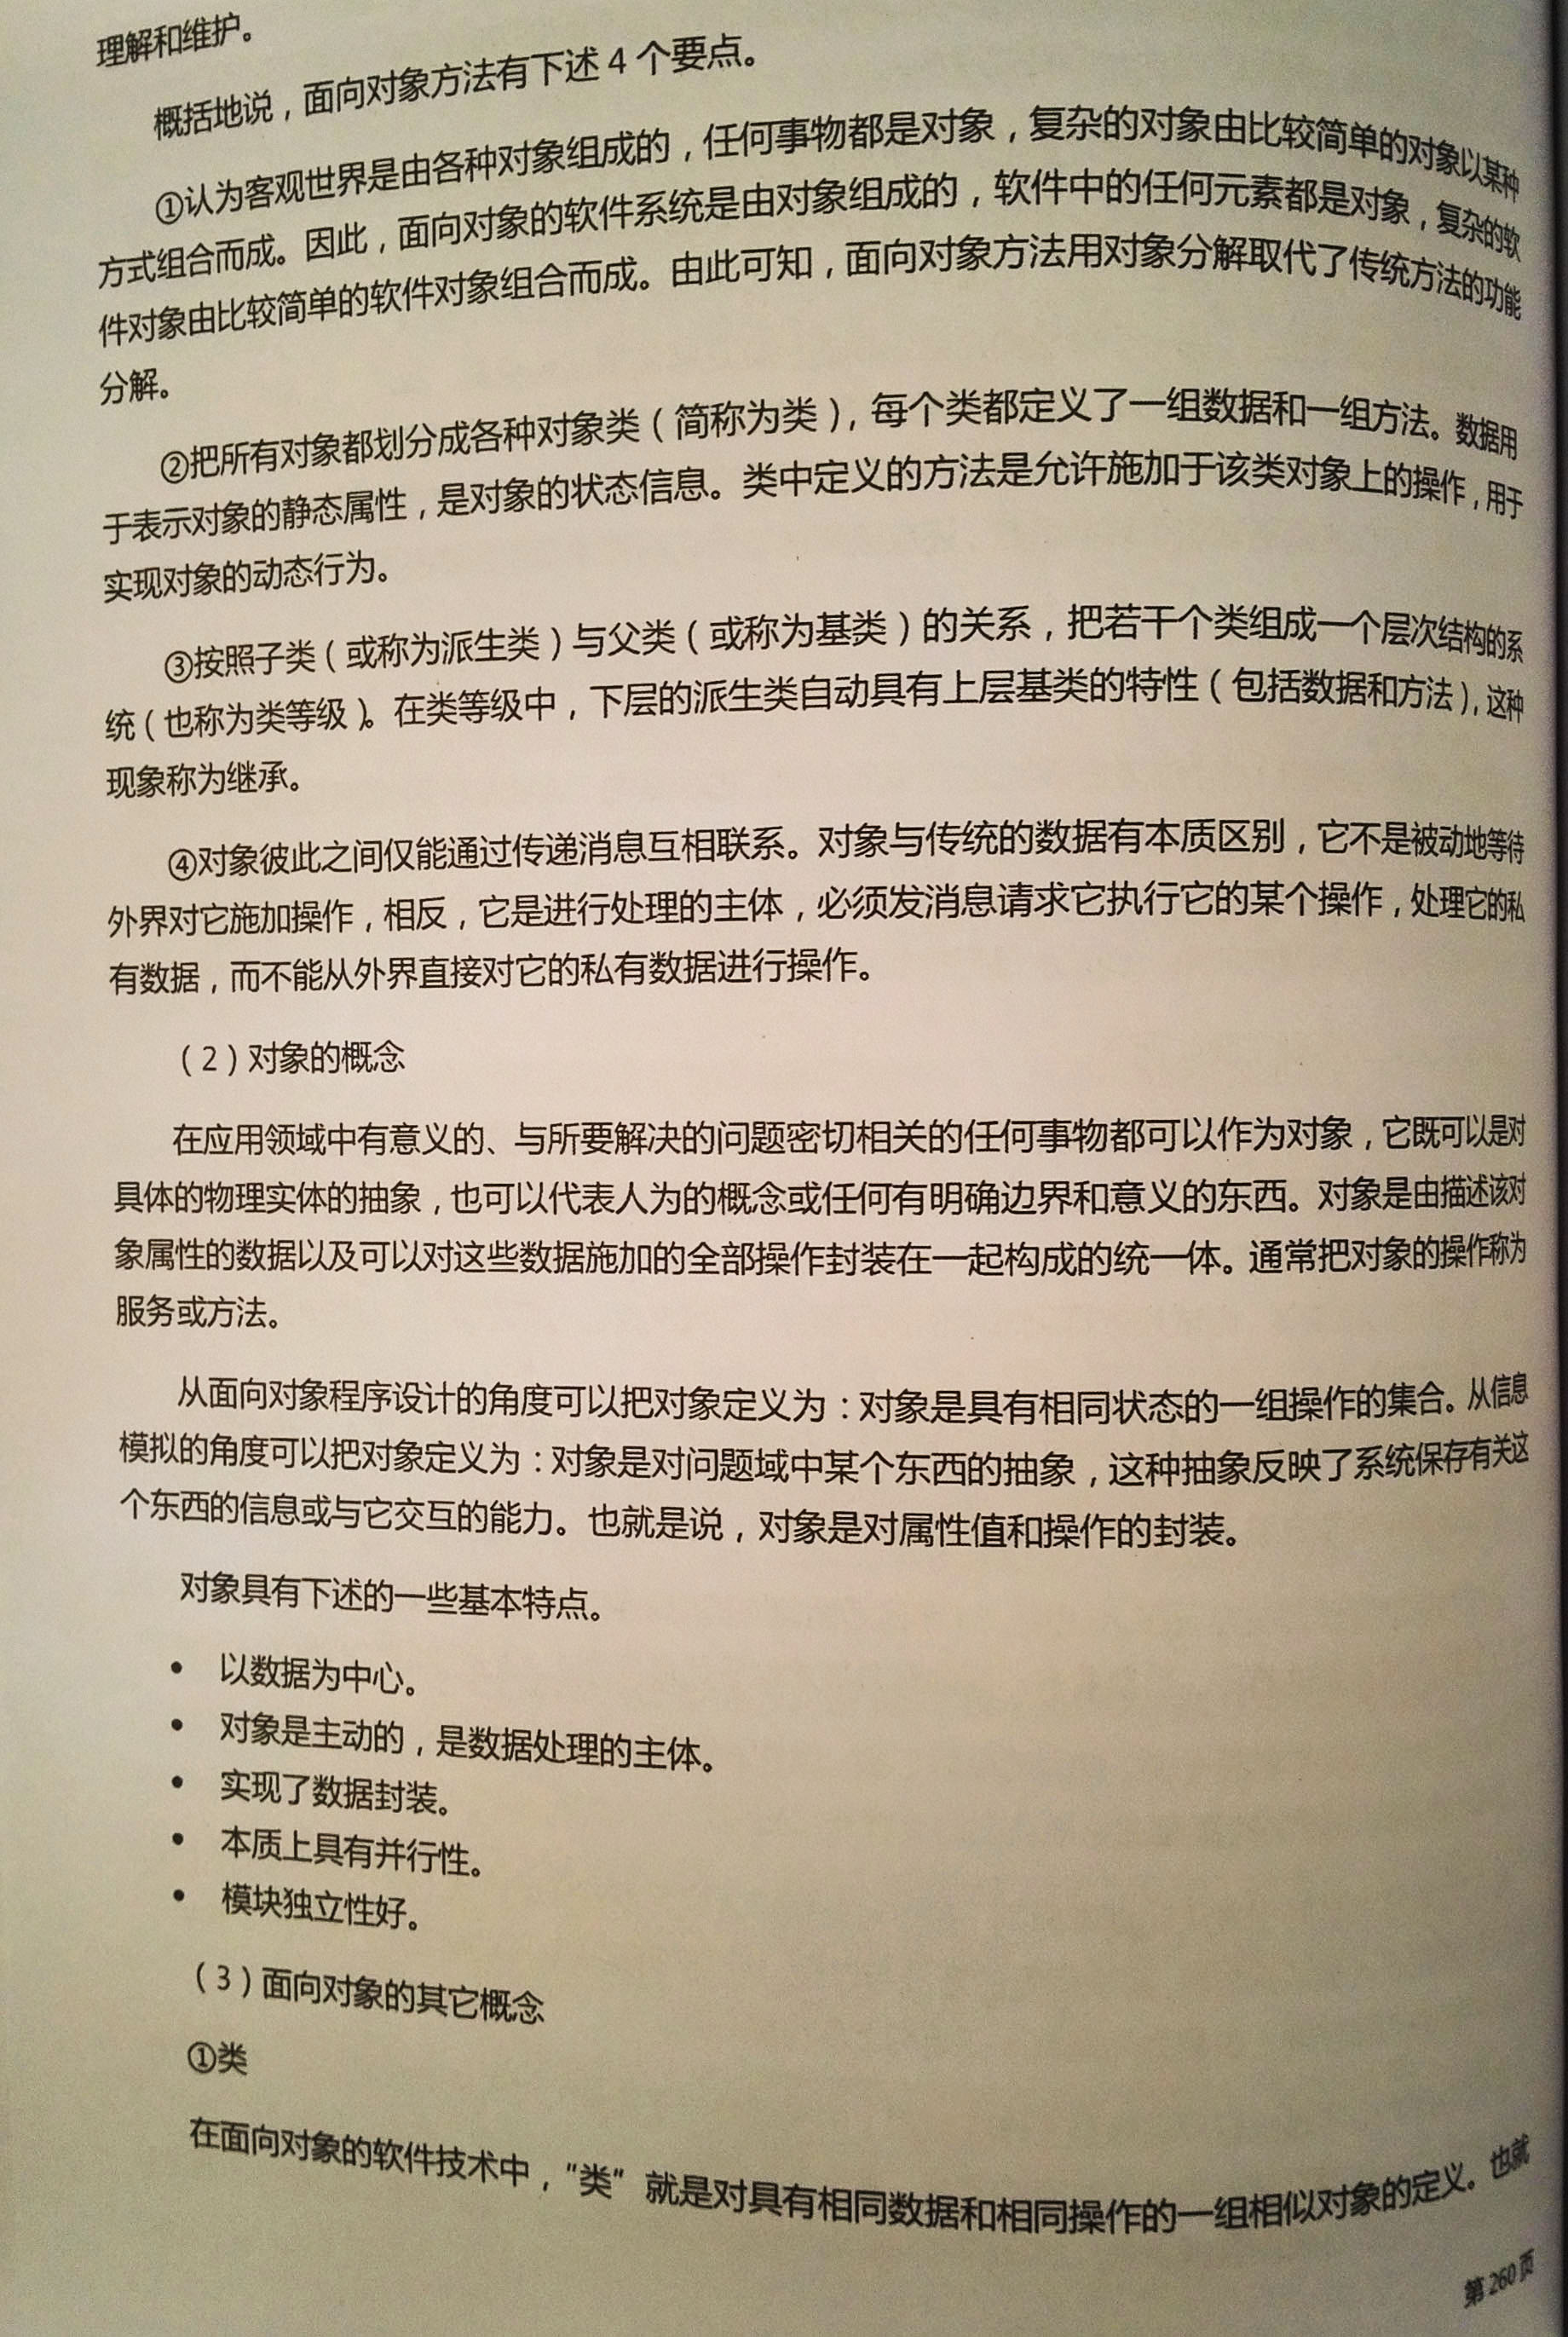 理解和维护。
概括地说，面向对象方法有下述4个要点。
①认为客观世界是由各种对象组成的，任何事物都是对象，复杂的对象由比较简单的对象以某种
方式组合而成。因此，面向对象的软件系统是由对象组成的，软件中的任何元素都是对象，复杂的软
件对象由比较简单的软件对象组合而成。由此可知，面向对象方法用对象分解取代了传统方法的功能
分解。
②把所有对象都划分成各种对象类（简称为类），每个类都定义了一组数据和一组方法。数据用
于表示对象的静态属性，是对象的状态信息。类中定义的方法是允许施加于该类对象上的操作，用于
实现对象的动态行为。
③按照子类（或称为派生类）与父类（或称为基类）的关系，把若干个类组成一个层次结构的系
统（也称为类等级）。在类等级中，下层的派生类自动具有上层基类的特性（包括数据和方法），这种
现象称为继承。
④对象彼此之间仅能通过传递消息互相联系。对象与传统的数据有本质区别，它不是被动地等待
外界对它施加操作，相反，它是进行处理的主体，必须发消息请求它执行它的某个操作，处理它的私
有数据，而不能从外界直接对它的私有数据进行操作。
（2）对象的概念
在应用领域中有意义的、与所要解决的问题密切相关的任何事物都可以作为对象，它既可以是对
具体的物理实体的抽象，也可以代表人为的概念或任何有明确边界和意义的东西。对象是由描述该对
象属性的数据以及可以对这些数据施加的全部操作封装在一起构成的统一体。通常把对象的操作称为
服务或方法。
从面向对象程序设计的角度可以把对象定义为：对象是具有相同状态的一组操作的集合。从信息
模拟的角度可以把对象定义为：对象是对问题域中某个东西的抽象，这种抽象反映了系统保存有关这
个东西的信息或与它交互的能力。也就是说，对象是对属性值和操作的封装。
对象具有下述的一些基本特点。
• 以数据为中心。
• 对象是主动的，是数据处理的主体。
• 实现了数据封装。
• 本质上具有并行性。
• 模块独立性好。
（3）面向对象的其它概念
①类
在面向对象的软件技术中，“类”就是对具有相同数据和相同操作的一组相似对象的定义。也就
第260页